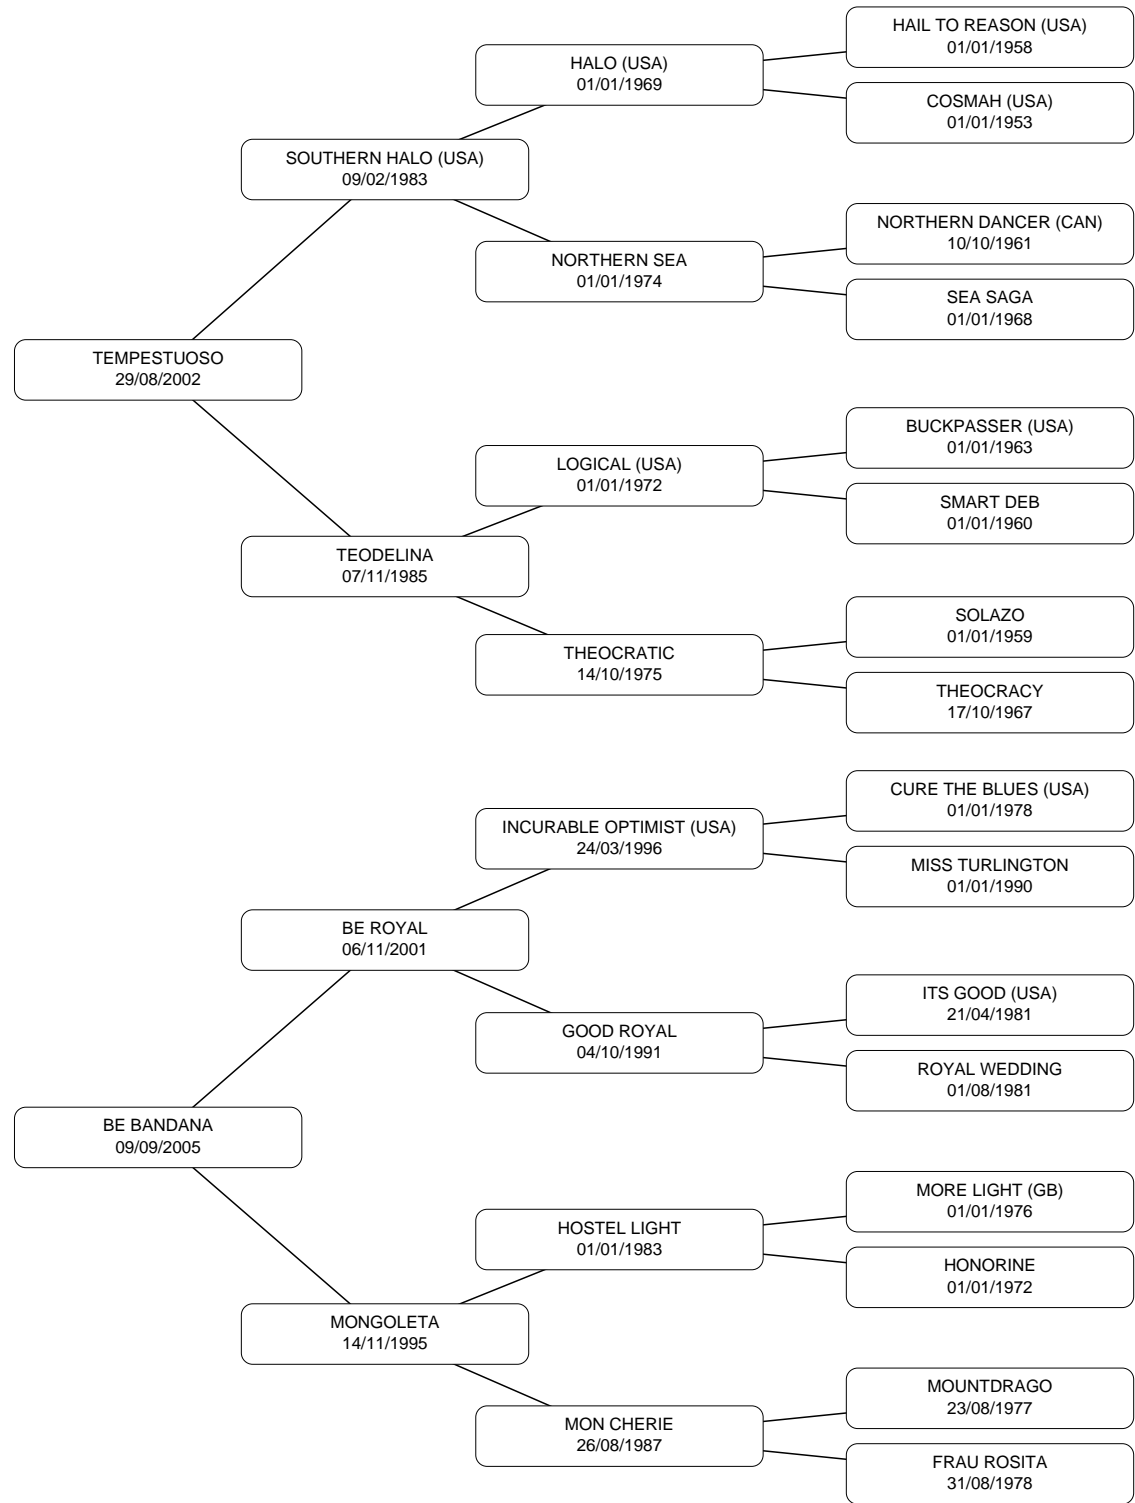 HAIL TO REASON (USA)
01/01/1958
HALO (USA)
01/01/1969
COSMAH (USA)
01/01/1953
SOUTHERN HALO (USA)
09/02/1983
NORTHERN DANCER (CAN)
10/10/1961
NORTHERN SEA
01/01/1974
SEA SAGA
01/01/1968
TEMPESTUOSO
29/08/2002
BUCKPASSER (USA)
01/01/1963
LOGICAL (USA)
01/01/1972
SMART DEB
01/01/1960
TEODELINA
07/11/1985
SOLAZO
01/01/1959
THEOCRATIC
14/10/1975
THEOCRACY
17/10/1967
CURE THE BLUES (USA)
01/01/1978
INCURABLE OPTIMIST (USA)
24/03/1996
MISS TURLINGTON
01/01/1990
BE ROYAL
06/11/2001
ITS GOOD (USA)
21/04/1981
GOOD ROYAL
04/10/1991
ROYAL WEDDING
01/08/1981
BE BANDANA
09/09/2005
MORE LIGHT (GB)
01/01/1976
HOSTEL LIGHT
01/01/1983
HONORINE
01/01/1972
MONGOLETA
14/11/1995
MOUNTDRAGO
23/08/1977
MON CHERIE
26/08/1987
FRAU ROSITA
31/08/1978